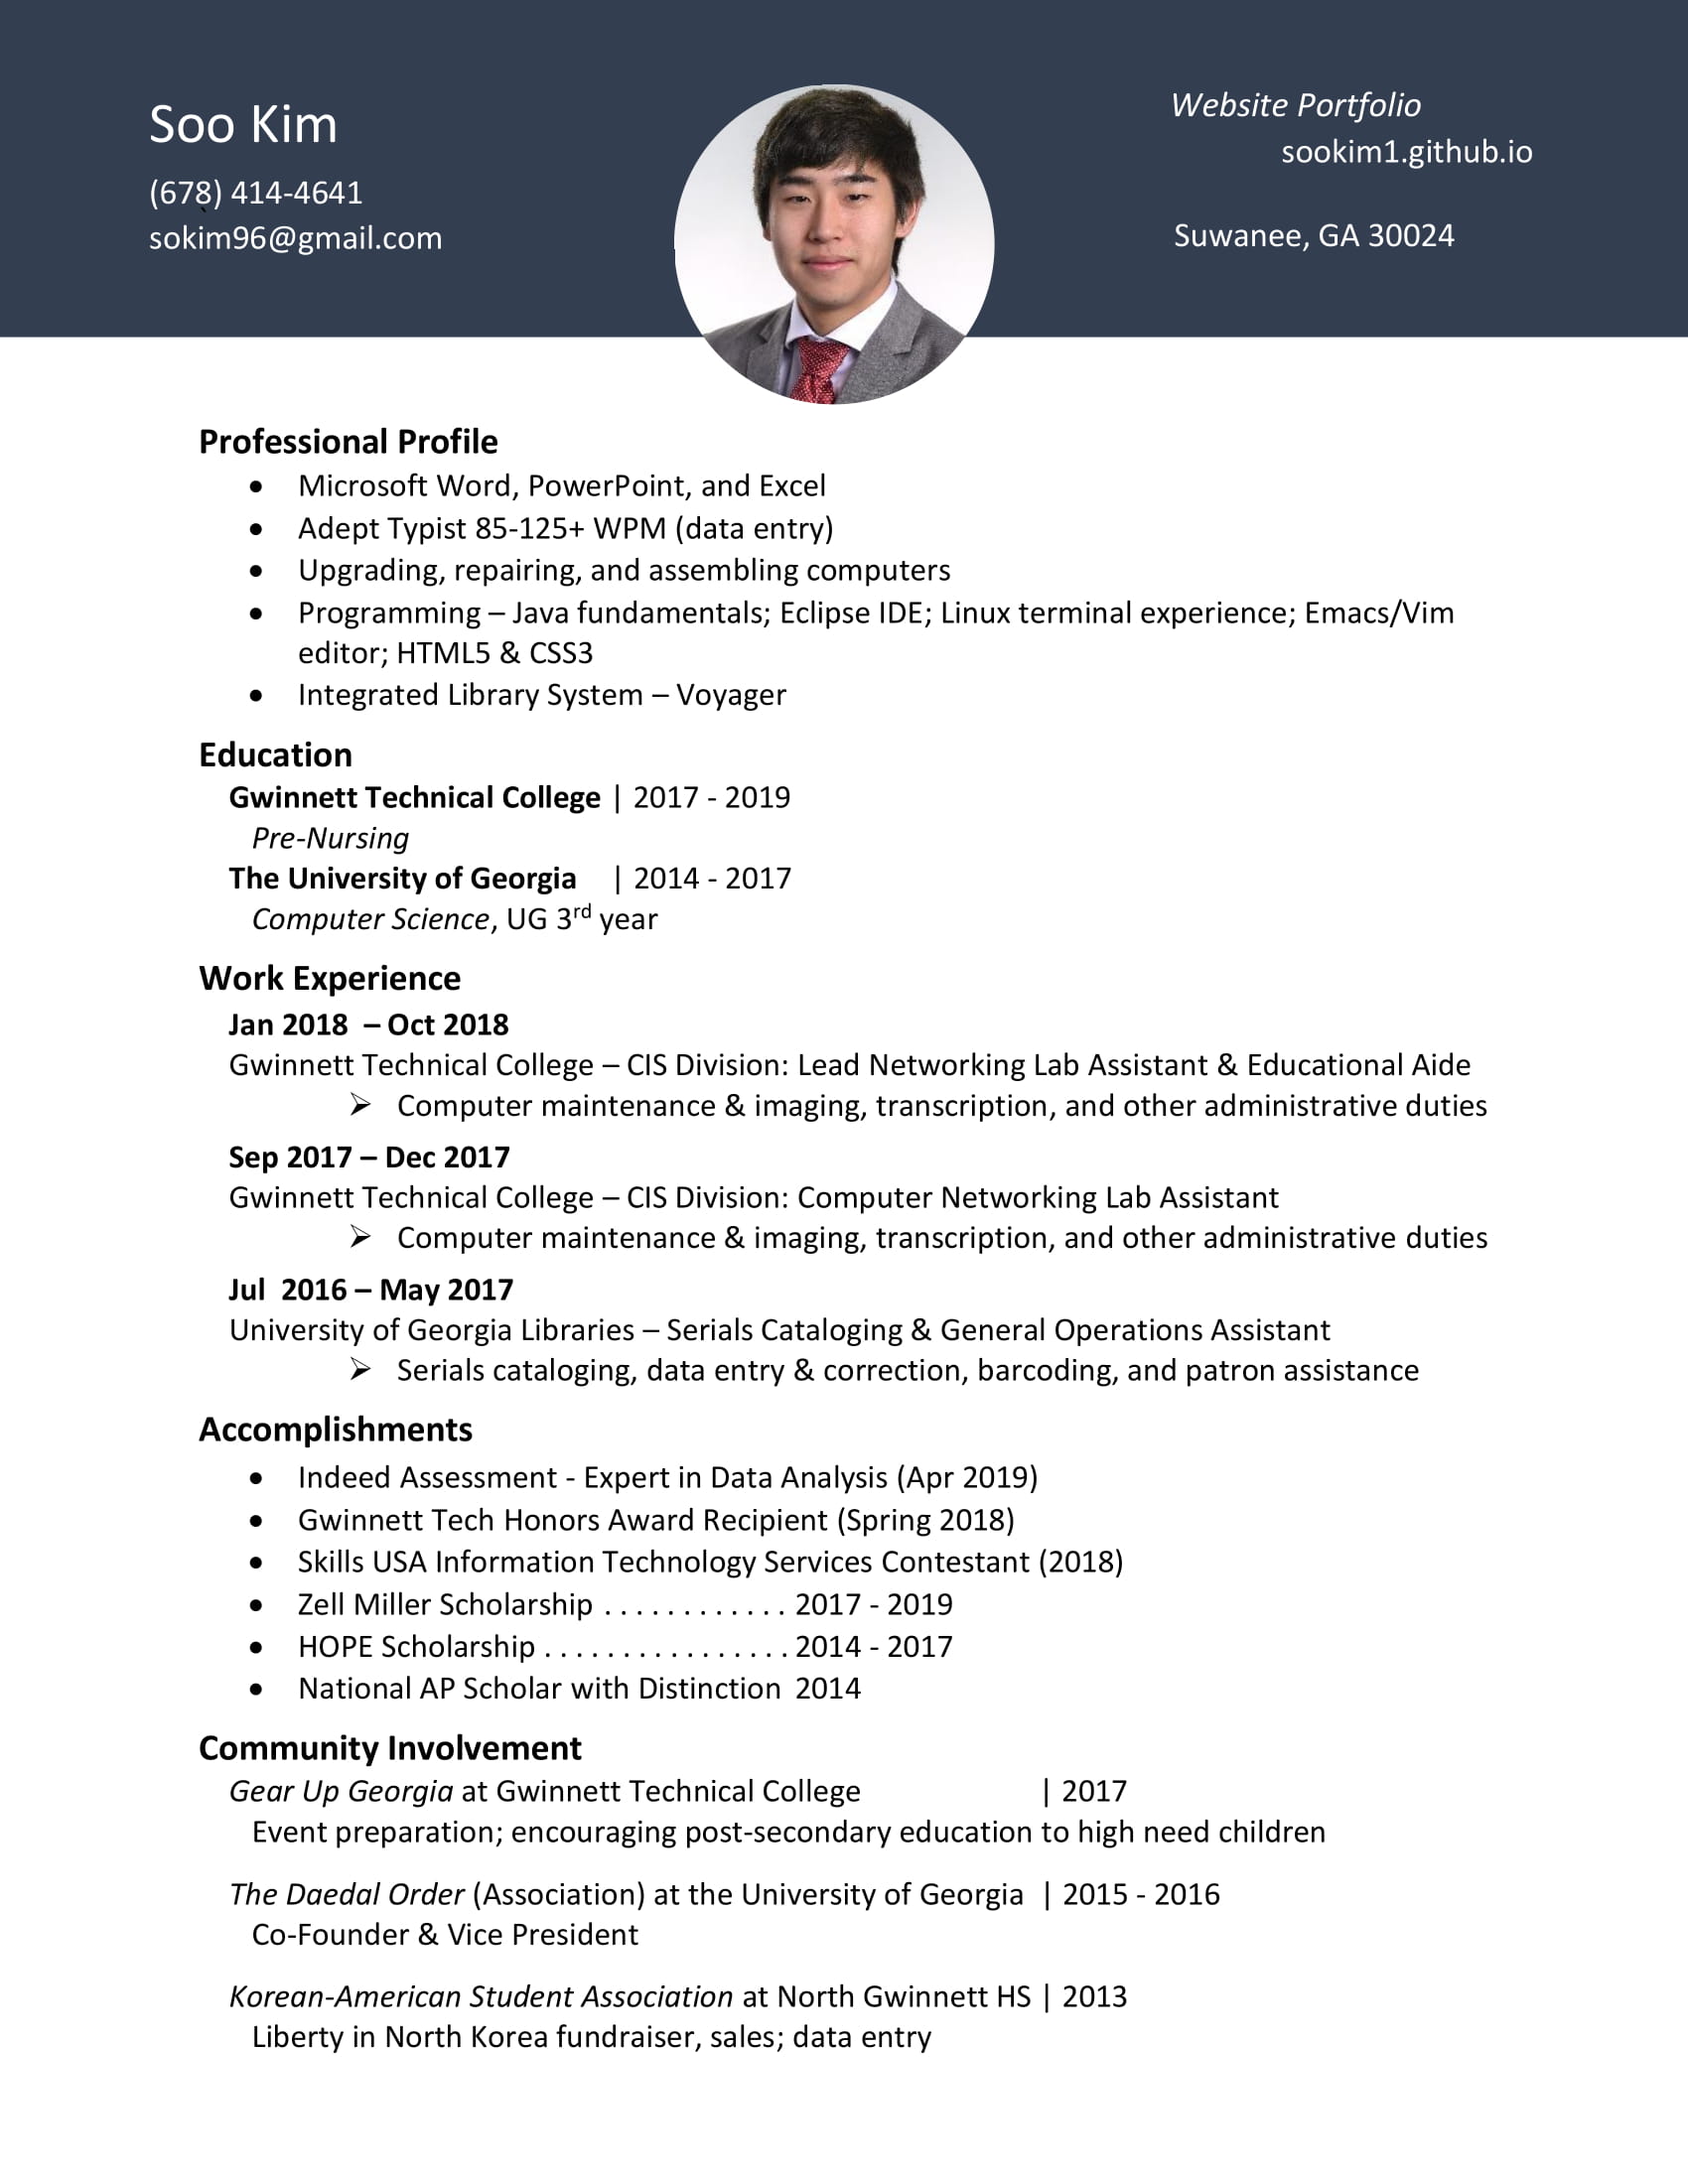 Soo Kim
(678) 414-4641
sokim96@gmail.com
Website Portfolio
sookim1.github.io
Suwanee, GA 30024
Professional Profile
• Microsoft Word, PowerPoint, and Excel
• Adept Typist 85-125+ WPM (data entry)
• Upgrading, repairing, and assembling computers
• Programming – Java fundamentals; Eclipse IDE; Linux terminal experience; Emacs/Vim
editor; HTML5 & CSS3
• Integrated Library System – Voyager
Education
Gwinnett Technical College | 2017 - 2019
Pre-Nursing
The University of Georgia | 2014 - 2017
Computer Science, UG 3rd year
Work Experience
Jan 2018 – Oct 2018
Gwinnett Technical College – CIS Division: Lead Networking Lab Assistant & Educational Aide
➢ Computer maintenance & imaging, transcription, and other administrative duties
Sep 2017 – Dec 2017
Gwinnett Technical College – CIS Division: Computer Networking Lab Assistant
➢ Computer maintenance & imaging, transcription, and other administrative duties
Jul 2016 – May 2017
University of Georgia Libraries – Serials Cataloging & General Operations Assistant
➢ Serials cataloging, data entry & correction, barcoding, and patron assistance
Accomplishments
• Indeed Assessment - Expert in Data Analysis (Apr 2019)
• Gwinnett Tech Honors Award Recipient (Spring 2018)
• Skills USA Information Technology Services Contestant (2018)
• Zell Miller Scholarship . . . . . . . . . . . . 2017 - 2019
• HOPE Scholarship . . . . . . . . . . . . . . . . 2014 - 2017
• National AP Scholar with Distinction 2014
Community Involvement
Gear Up Georgia at Gwinnett Technical College | 2017
Event preparation; encouraging post-secondary education to high need children
The Daedal Order (Association) at the University of Georgia | 2015 - 2016
Co-Founder & Vice President
Korean-American Student Association at North Gwinnett HS | 2013
Liberty in North Korea fundraiser, sales; data entry